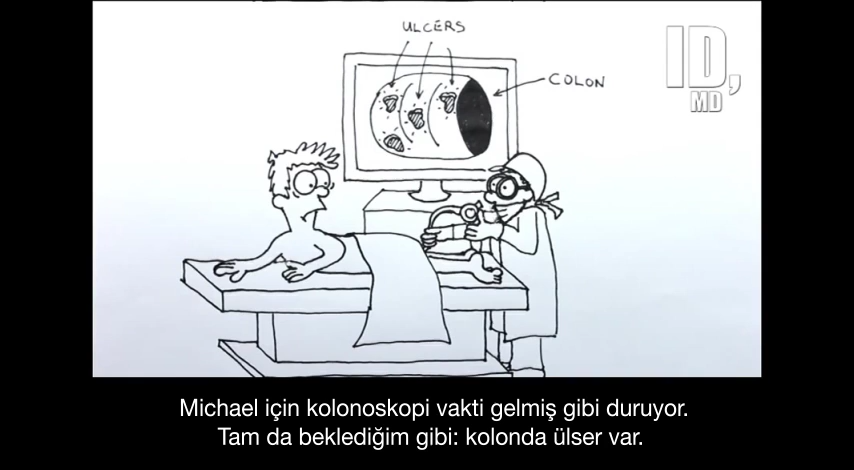 ULCERS
COLON
ID,
MD
Michael için kolonoskopi vakti gelmiş gibi duruyor.
Tam da beklediğim gibi: kolonda ülser var.